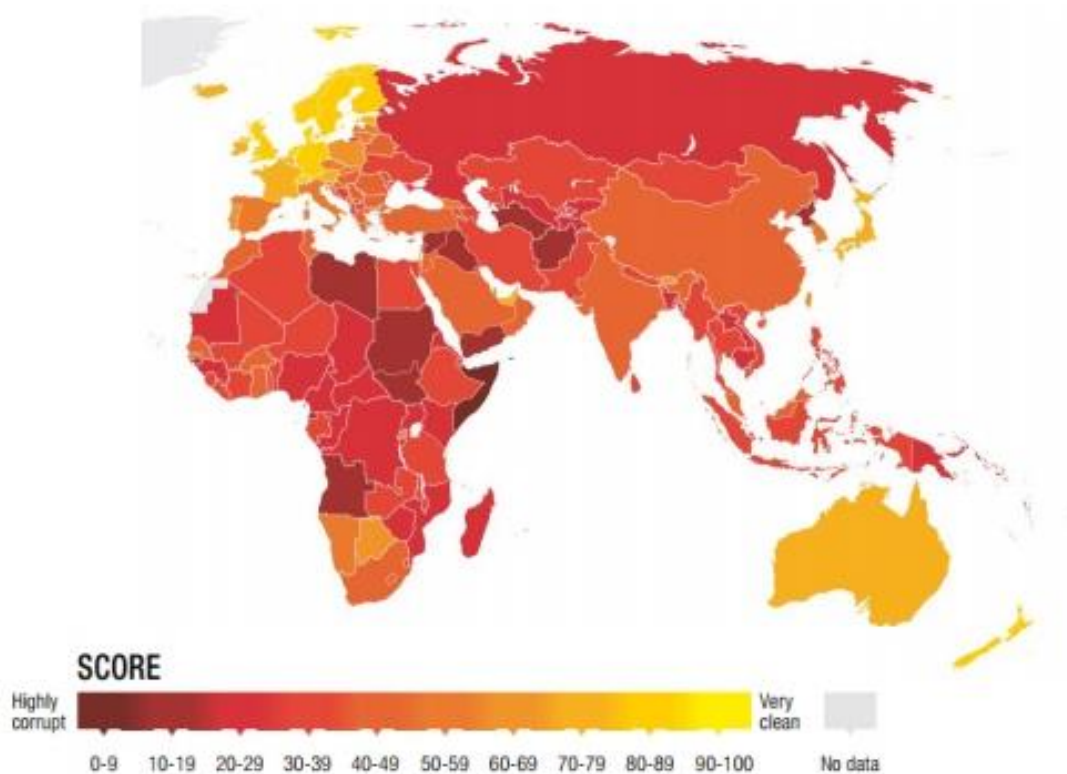 SCORE
Highly
corrupt
Very
clean
0-9 10-19 20-29 30-39 40-49 50-59 60-69 70-79 80-89 90-100 No data